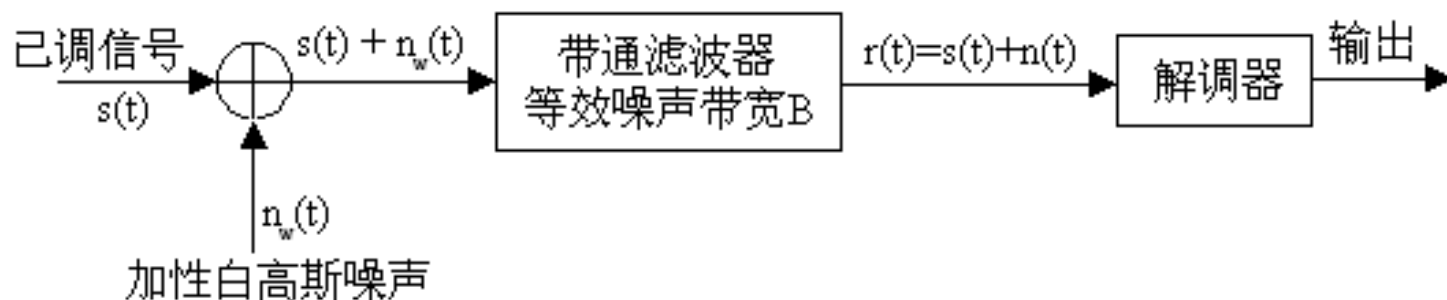 已调信号
s(t)
s(t) + n_w(t)
n_w(t)
加性白高斯噪声
带通滤波器
等效噪声带宽B
r(t)=s(t)+n(t)
解调器
输出